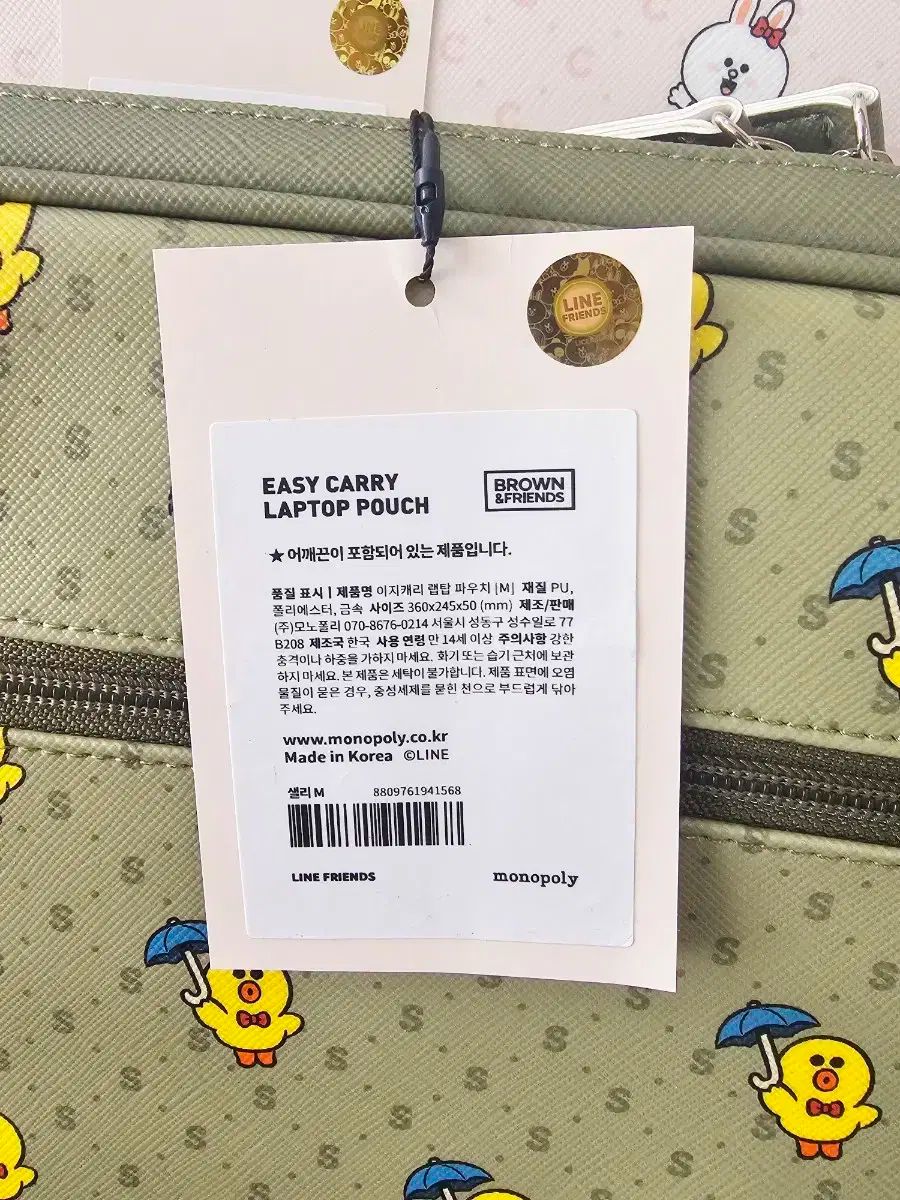 LINE
FRIENDS
EASY CARRY
LAPTOP POUCH
BROWN
&FRIENDS
★ 어깨끈이 포함되어 있는 제품입니다.
품질 표시 | 제품명 이지캐리 랩탑 파우치 [M] 재질 PU,
폴리에스터, 금속 사이즈 360x245x50 (mm) 제조/판매
(주)모노폴리 070-8676-0214 서울시 성동구 성수일로 77
B208 제조국 한국 사용 연령 만 14세 이상 주의사항 강한
충격이나 하중을 가하지 마세요. 화기 또는 습기 근처에 보관
하지 마세요. 본 제품은 세탁이 불가합니다. 제품 표면에 오염
물질이 묻은 경우, 중성세제를 묻힌 천으로 부드럽게 닦아
주세요.
www.monopoly.co.kr
Made in Korea ©LINE
샐리 M 8809761941568
LINE FRIENDS
monopoly